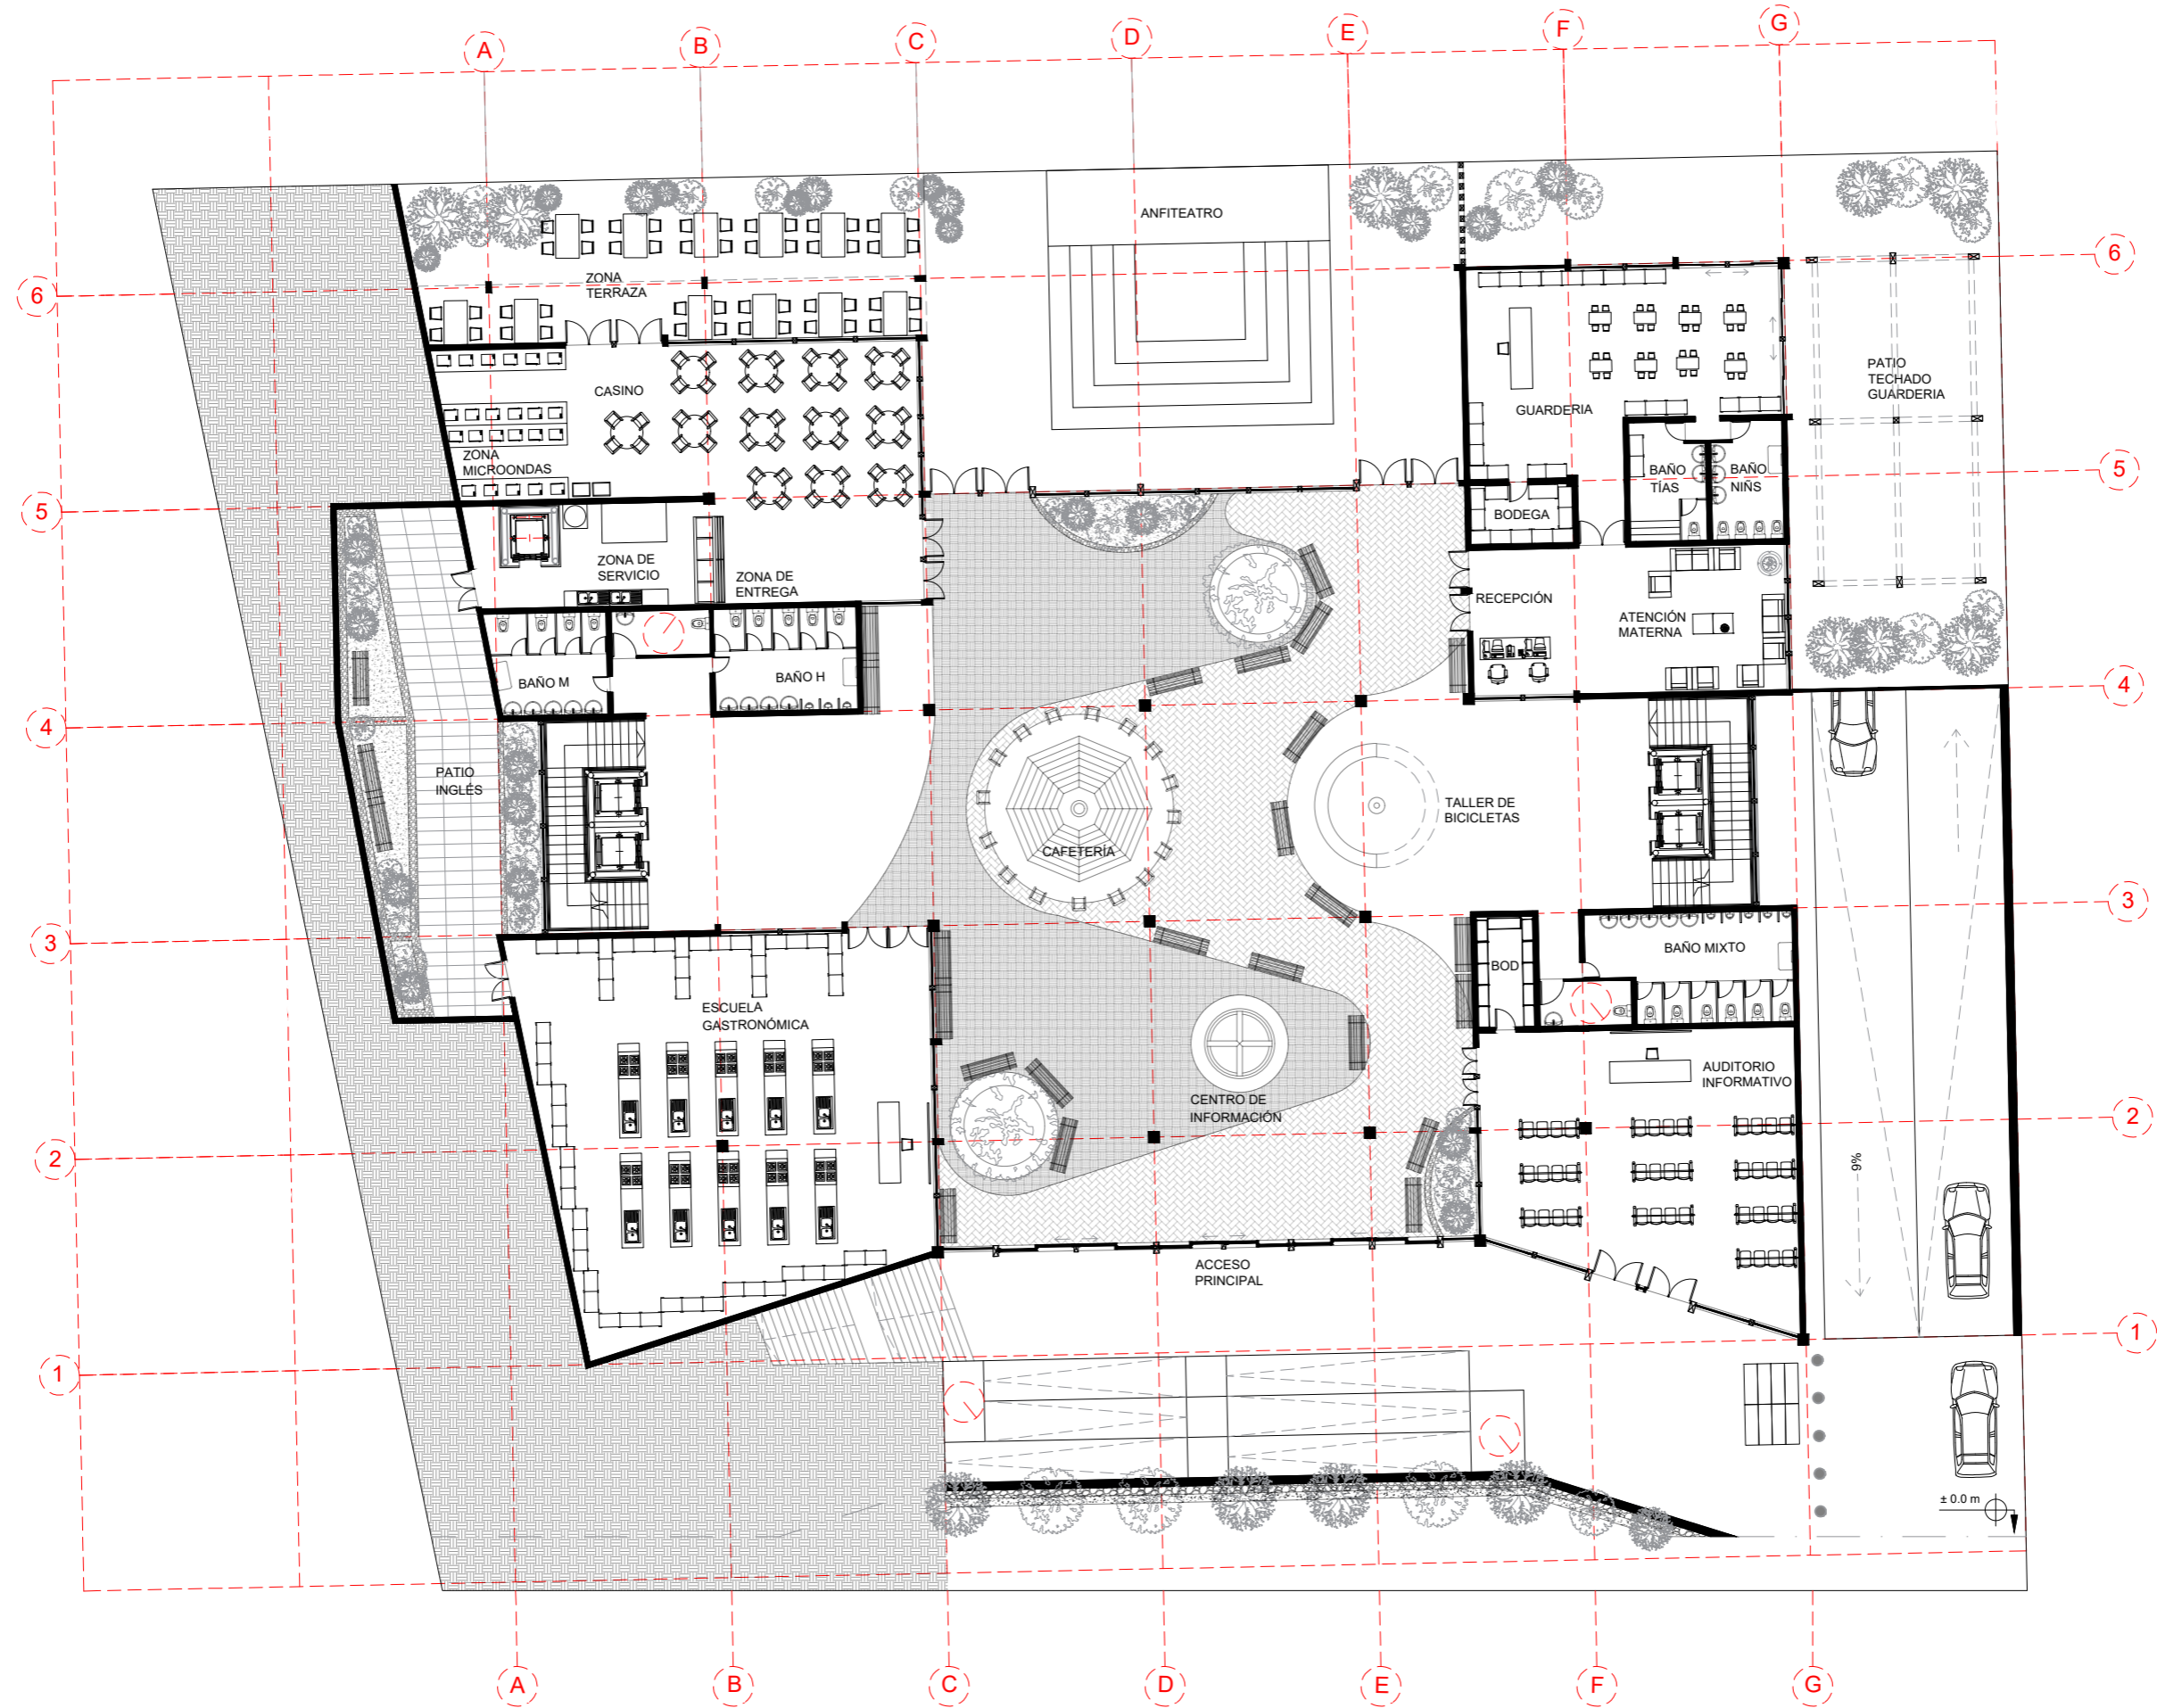 A
B
C
D
E
F
G
ANFITEATRO
6
ZONA
TERRAZA
6
CASINO
PATIO
TECHADO
GUARDERIA
GUARDERIA
ZONA
MICROONDAS
BAÑO
TÍAS
BAÑO
NIÑS
5
5
BODEGA
ZONA DE
SERVICIO
ZONA DE
ENTREGA
RECEPCIÓN
ATENCIÓN
MATERNA
BAÑO M
BAÑO H
4
4
PATIO
INGLÉS
TALLER DE
BICICLETAS
CAFETERÍA
3
3
BAÑO MIXTO
BOD
ESCUELA
GASTRONÓMICA
AUDITORIO
INFORMATIVO
CENTRO DE
INFORMACIÓN
2
2
9%
ACCESO
PRINCIPAL
1
1
± 0.0 m
A
B
C
D
E
F
G